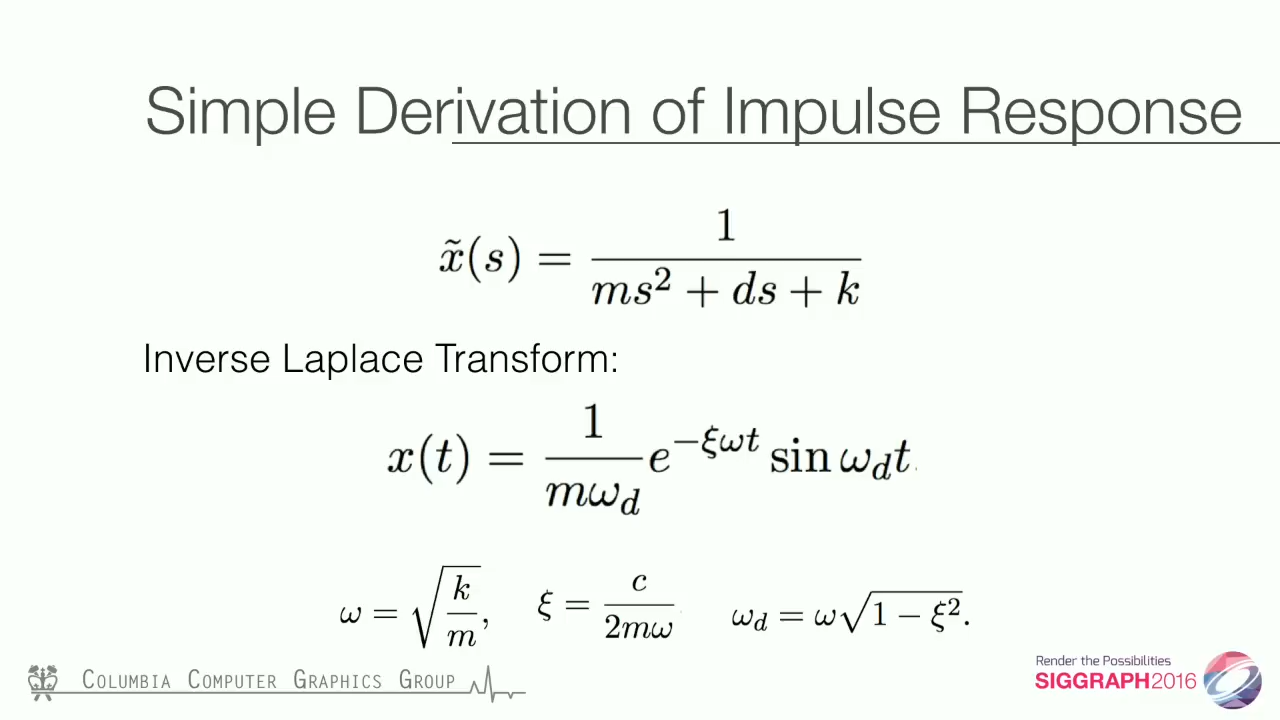 Simple Derivation of Impulse Response
x̃(s) = 1 / (ms² + ds + k)
Inverse Laplace Transform:
x(t) = 1 / (mω_d) e^{−ξωt} sin ω_d t.
ω = √(k/m), ξ = c / (2mω) ω_d = ω√(1 − ξ²).
Columbia Computer Graphics Group
Render the Possibilities
SIGGRAPH2016